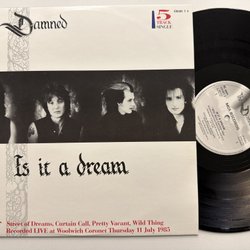 Damned
5
TRACK
SINGLE
Is it a dream
Street of Dreams, Curtain Call, Pretty Vacant, Wild Thing
Recorded LIVE at Woolwich Coronet Thursday 11 July 1985